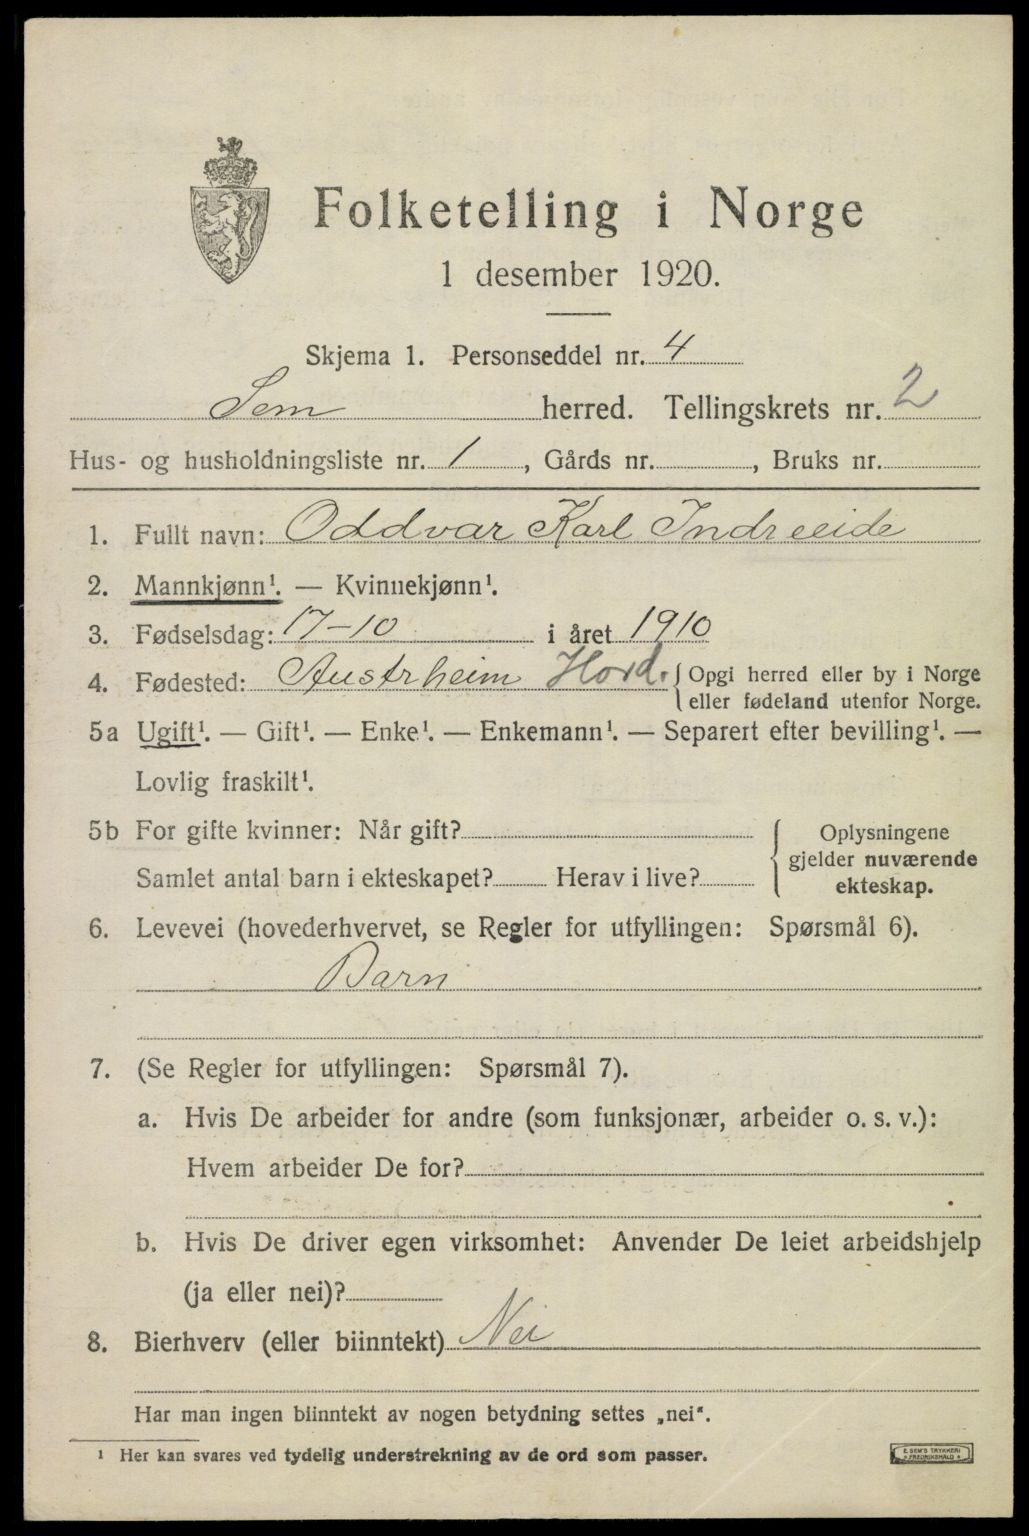 Folketelling i Norge
1 desember 1920.
Skjema 1. Personseddel nr. 4
Sem herred. Tellingskrets nr. 2
Hus- og husholdningsliste nr. 1, Gårds nr. , Bruks nr.
1. Fullt navn: Oddvar Karl Indreeide
2. Mannkjønn¹. — Kvinnekjønn¹.
3. Fødselsdag: 17-10 i året 1910
4. Fødested: Austrheim Hord. { Opgi herred eller by i Norge
eller fødeland utenfor Norge.
5a Ugift¹. — Gift¹. — Enke¹. — Enkemann¹. — Separert efter bevilling¹. —
Lovlig fraskilt¹.
5b For gifte kvinner: Når gift?
Samlet antal barn i ekteskapet? Herav i live?
Oplysningene
gjelder nuværende
ekteskap.
6. Levevei (hovederhvervet, se Regler for utfyllingen: Spørsmål 6).
Barn
7. (Se Regler for utfyllingen: Spørsmål 7).
a. Hvis De arbeider for andre (som funksjonær, arbeider o. s. v.):
Hvem arbeider De for?
b. Hvis De driver egen virksomhet: Anvender De leiet arbeidshjelp
(ja eller nei)?
8. Bierhverv (eller biinntekt) Nei
Har man ingen biinntekt av nogen betydning settes „nei“.
¹ Her kan svares ved tydelig understrekning av de ord som passer.
E. SEM'S TRYKKERI
FREDRIKSHALD